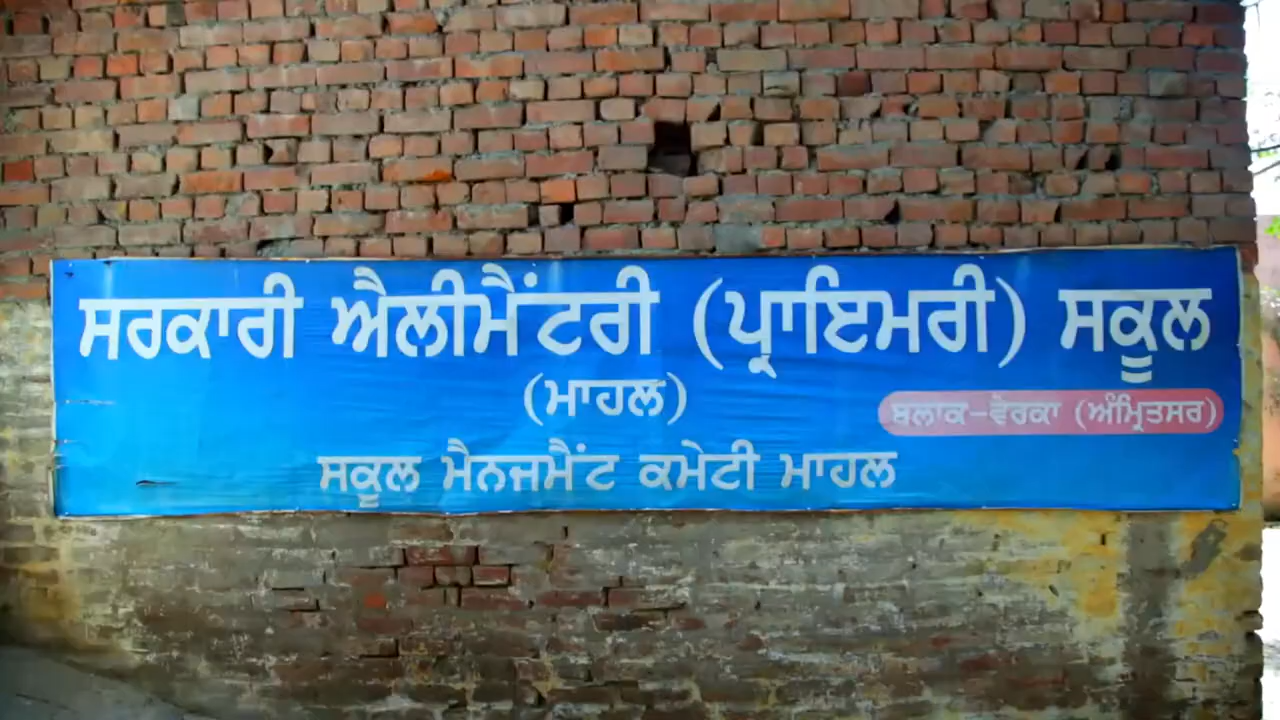 ਸਰਕਾਰੀ ਐਲੀਮੈਂਟਰੀ (ਪ੍ਰਾਇਮਰੀ) ਸਕੂਲ
(ਮਾਹਲ)
ਬਲਾਕ-ਵੇਰਕਾ (ਅੰਮ੍ਰਿਤਸਰ)
ਸਕੂਲ ਮੈਨਜਮੈਂਟ ਕਮੇਟੀ ਮਾਹਲ